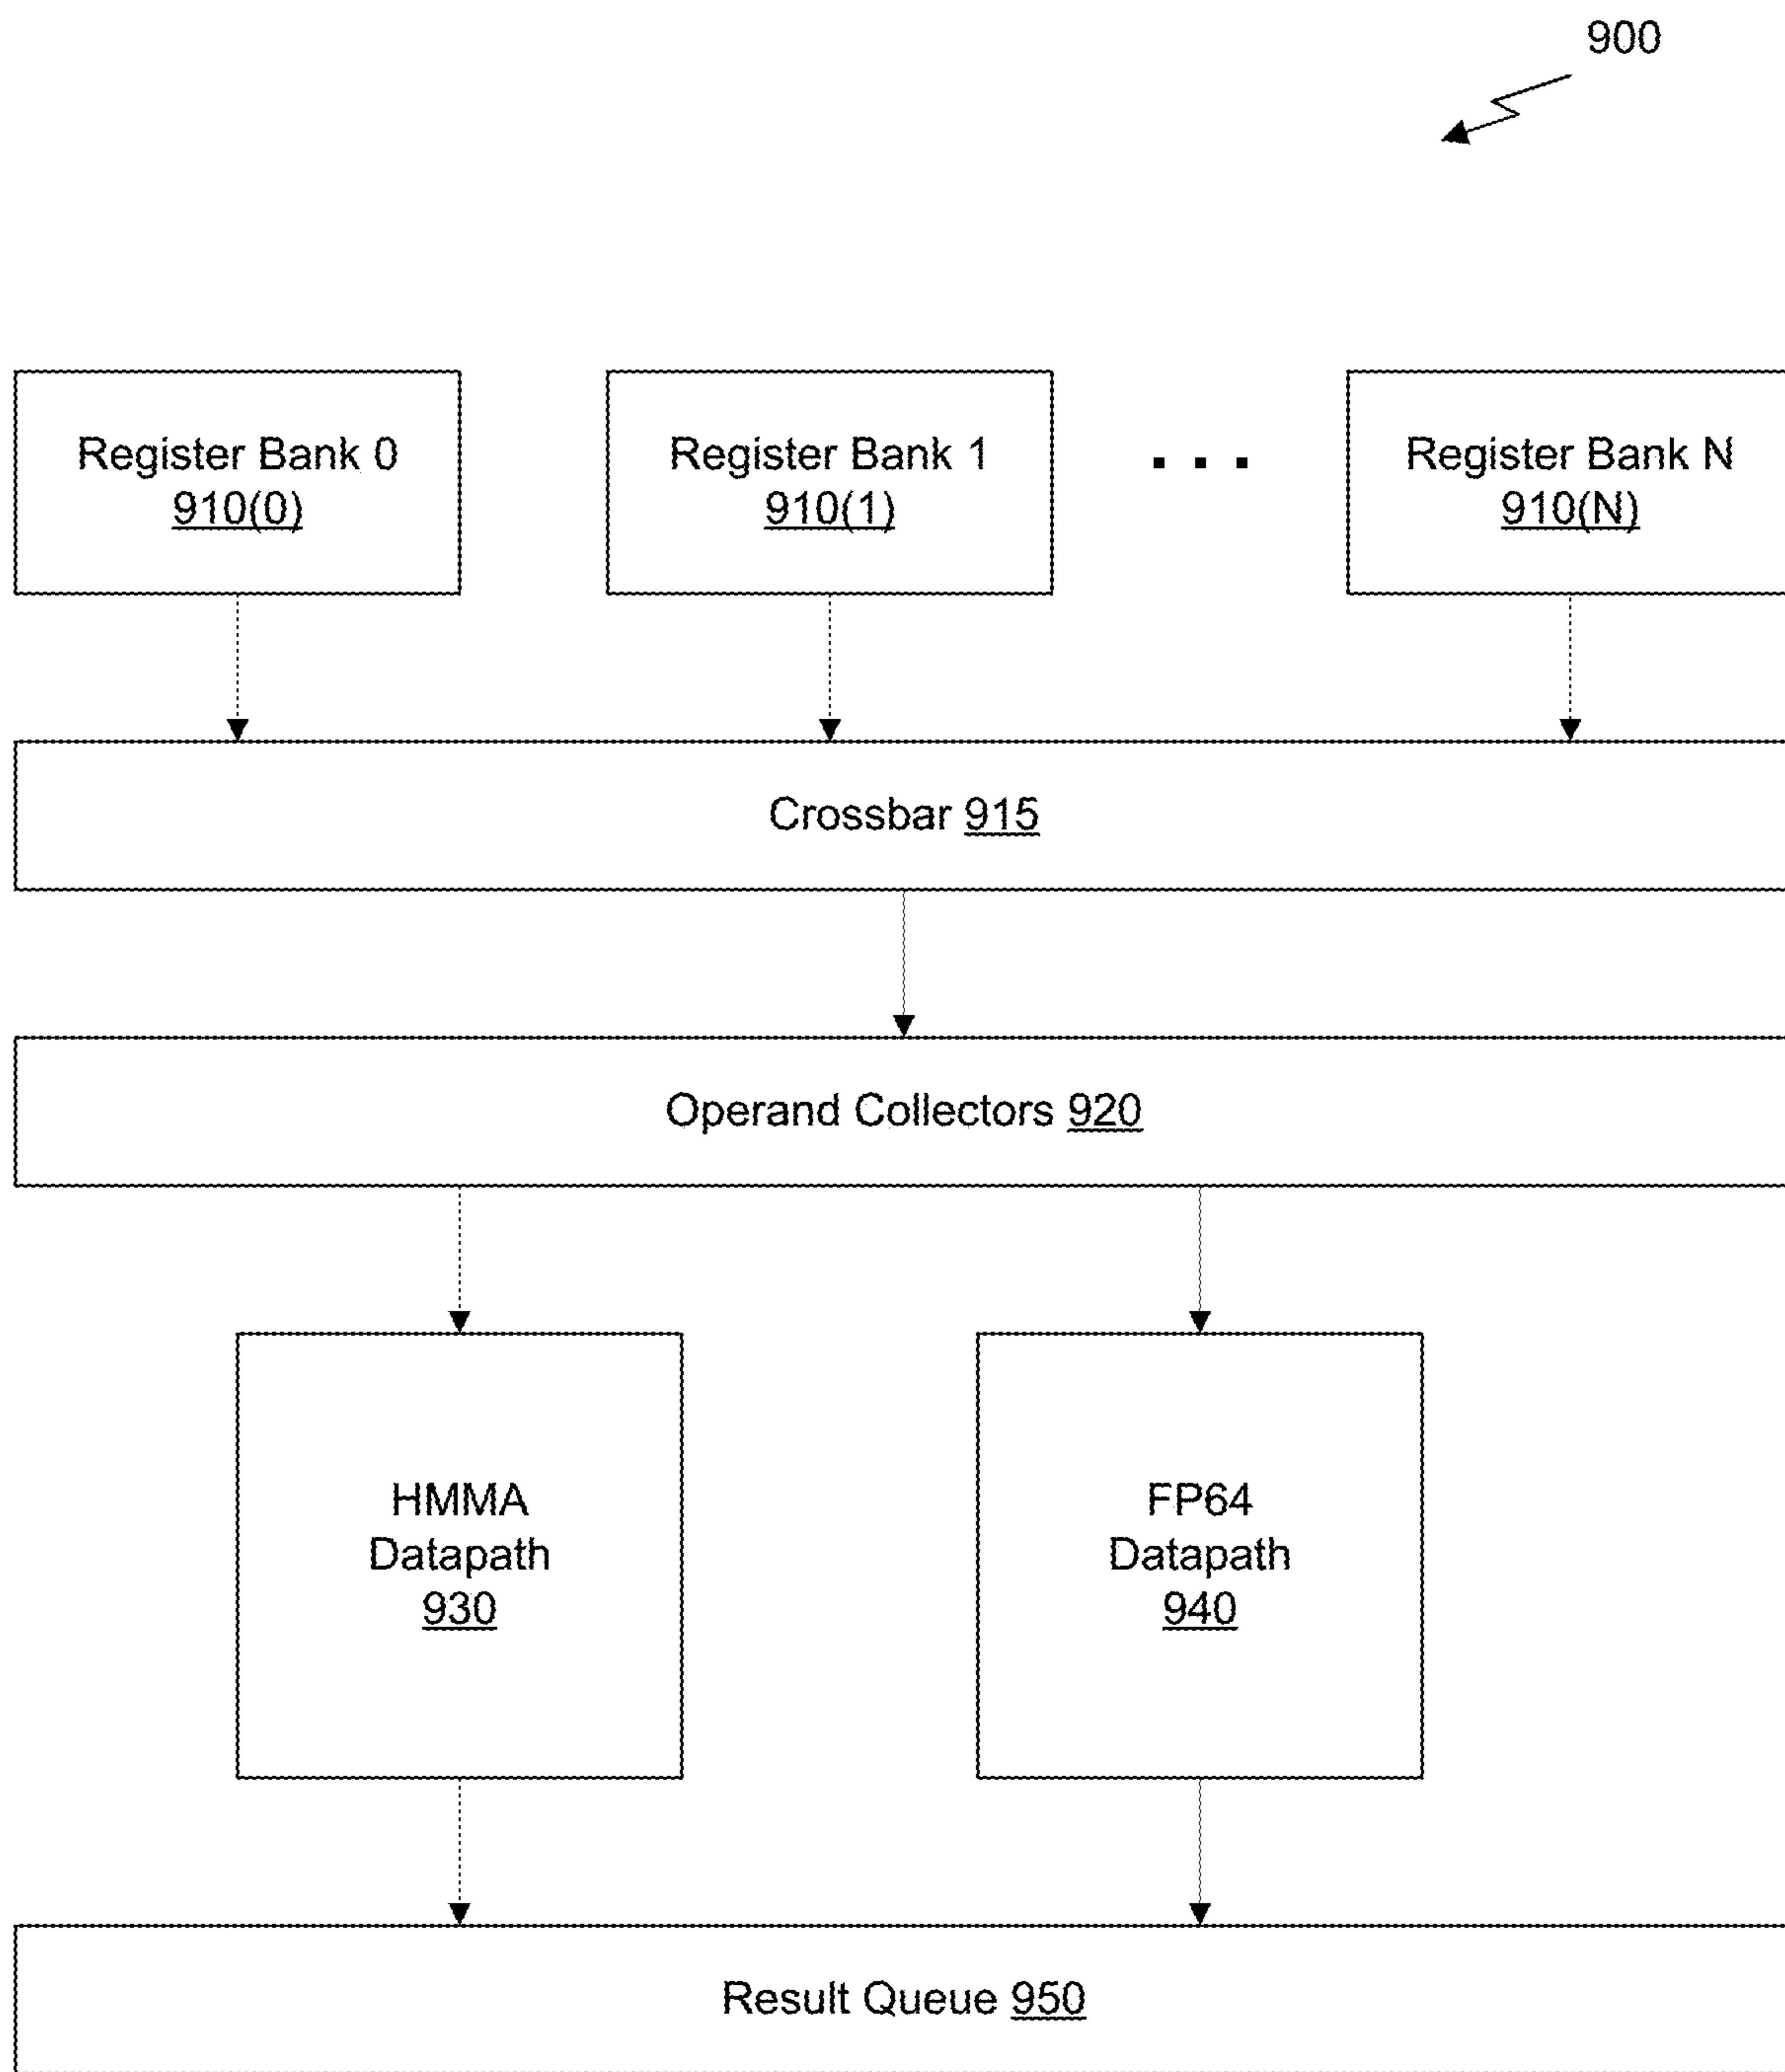 900
Register Bank 0
910(0)
Register Bank 1
910(1)
. . .
Register Bank N
910(N)
Crossbar 915
Operand Collectors 920
HMMA
Datapath
930
FP64
Datapath
940
Result Queue 950